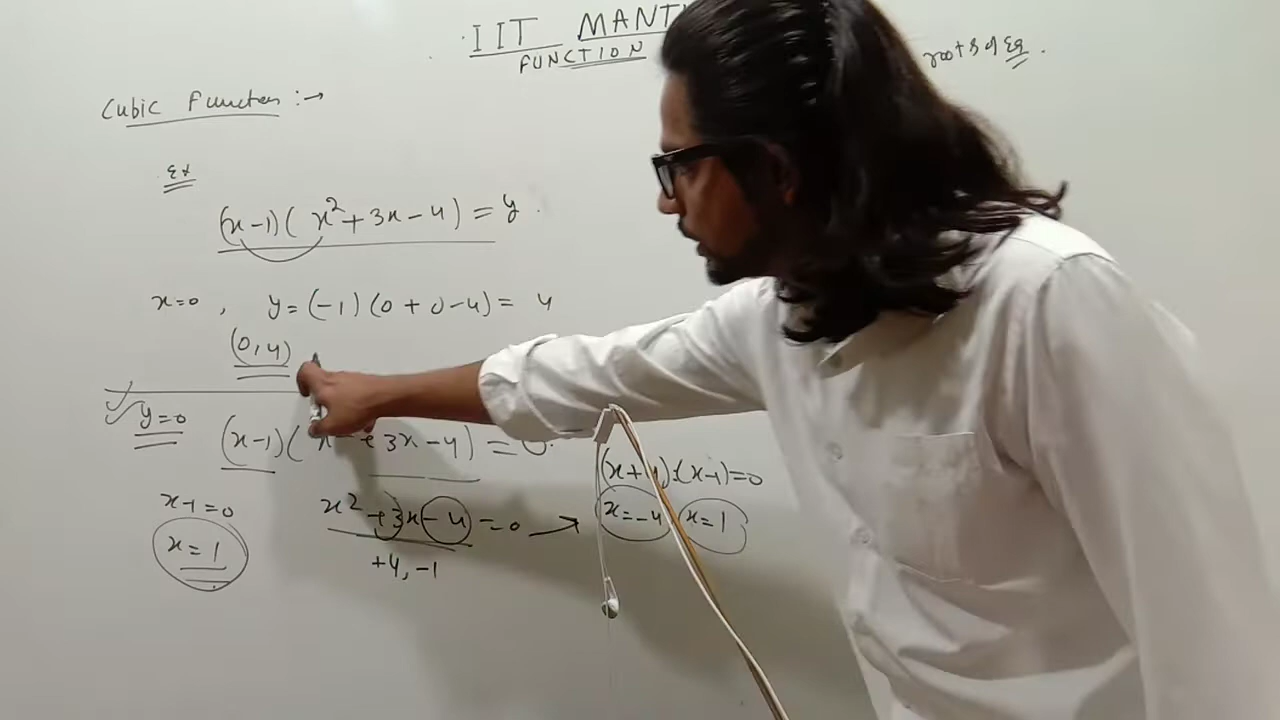 IIT MANT
FUNCTION
roots of Eq.
Cubic Function :→
Ex
(x-1)(x²+3x-4)=y.
x=0, y=(-1)(0+0-4)= 4
(0,4)
y=0 (x-1)( +3x-4)=0.
(x+4).(x-1)=0
x-1=0 x²+3x-4=0 → x=-4 x=1
x=1 +4,-1